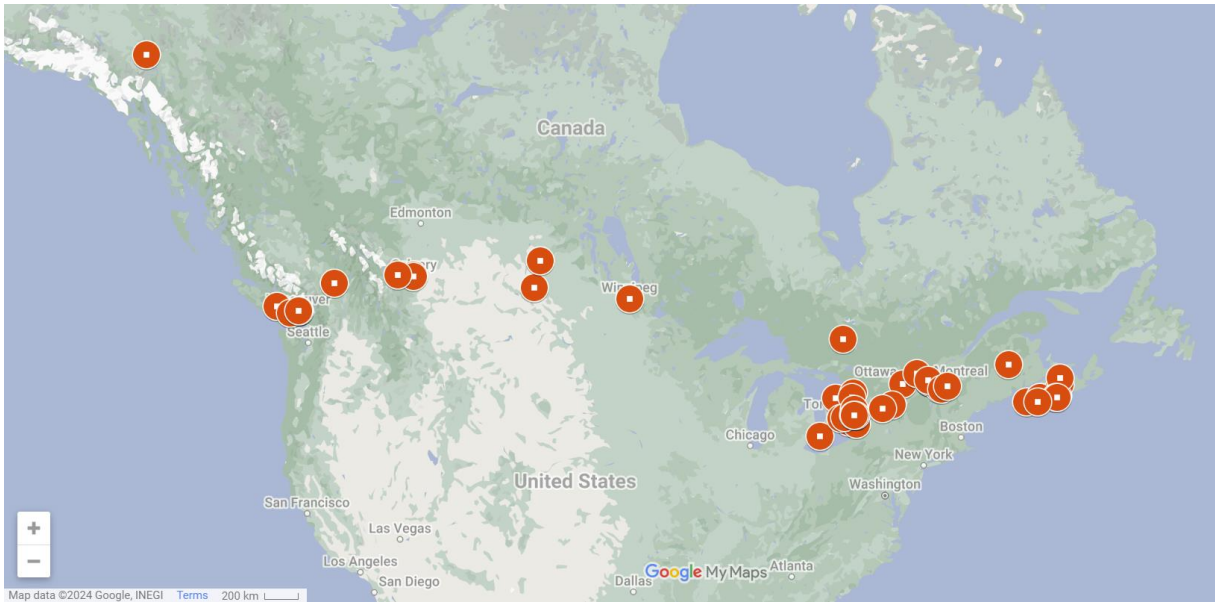 Canada
Edmonton
Seattle
Ottawa
Montreal
Chicago
Boston
New York
United States
Washington
San Francisco
Las Vegas
Los Angeles
San Diego
Dallas
Google My Maps
Atlanta
+
−
Map data ©2024 Google, INEGI Terms 200 km